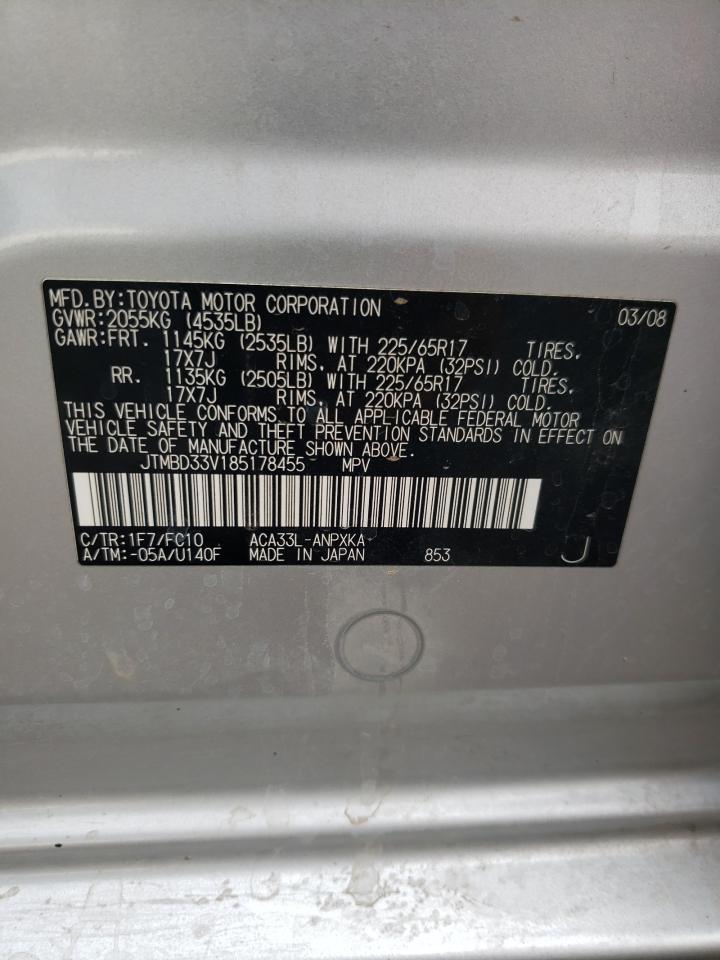 MFD.BY:TOYOTA MOTOR CORPORATION 03/08
GVWR:2055KG (4535LB)
GAWR:FRT. 1145KG (2535LB) WITH 225/65R17 TIRES,
17X7J RIMS, AT 220KPA (32PSI) COLD.
RR. 1135KG (2505LB) WITH 225/65R17 TIRES,
17X7J RIMS, AT 220KPA (32PSI) COLD.
THIS VEHICLE CONFORMS TO ALL APPLICABLE FEDERAL MOTOR
VEHICLE SAFETY AND THEFT PREVENTION STANDARDS IN EFFECT ON
THE DATE OF MANUFACTURE SHOWN ABOVE.
JTMBD33V185178455 MPV
C/TR:1F7/FC10 ACA33L-ANPXKA
A/TM:-05A/U140F MADE IN JAPAN 853 J